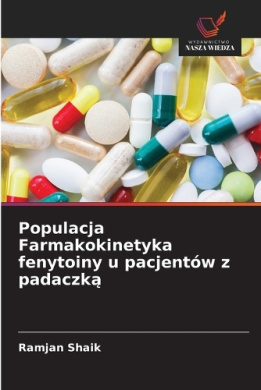 WYDAWNICTWO
NASZA WIEDZA
Populacja
Farmakokinetyka
fenytoiny u pacjentów z
padaczką
Ramjan Shaik